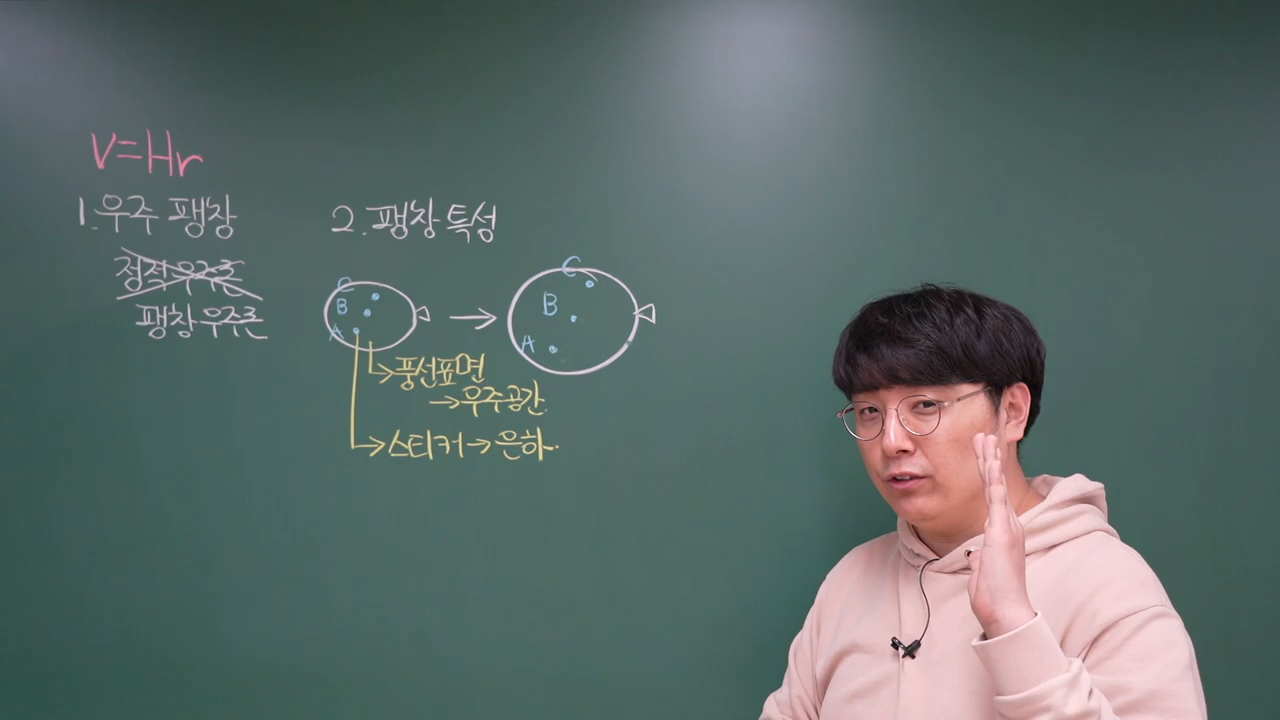 V=Hr
1. 우주 팽창
정적우주론
팽창우주론
2. 팽창 특성
C
B
A
C
B
A
→풍선표면
→우주공간
→스티커→은하